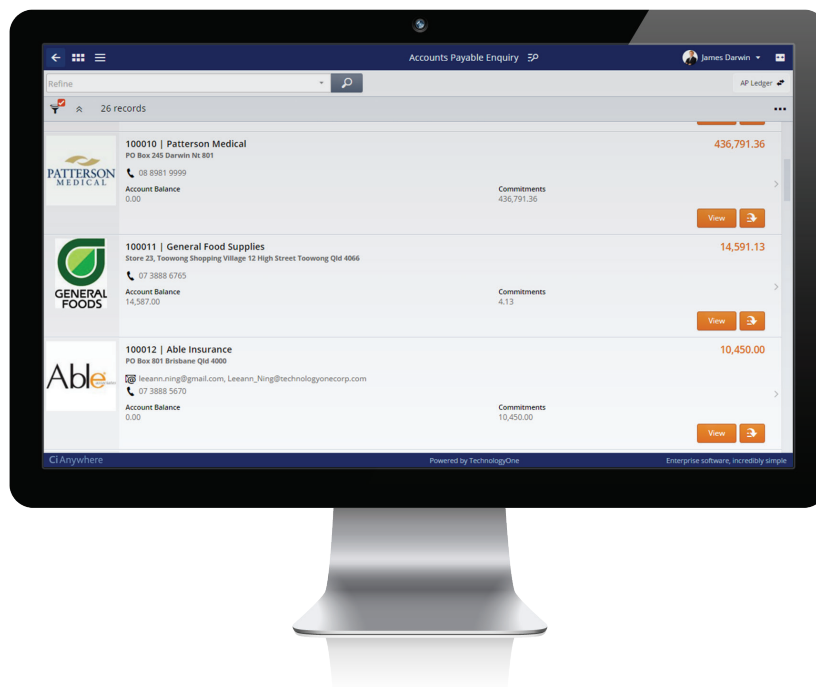 Accounts Payable Enquiry
James Darwin
Refine
AP Ledger
26 records
PATTERSON
MEDICAL
100010 | Patterson Medical
PO Box 245 Darwin Nt 801
08 8981 9999
Account Balance
0.00
Commitments
436,791.36
436,791.36
View
GENERAL
FOODS
100011 | General Food Supplies
Store 23, Toowong Shopping Village 12 High Street Toowong Qld 4066
07 3888 6765
Account Balance
14,587.00
Commitments
4.13
14,591.13
View
Able
100012 | Able Insurance
PO Box 801 Brisbane Qld 4000
leeann.ning@gmail.com, Leeann_Ning@technologyonecorp.com
07 3888 5670
Account Balance
0.00
Commitments
10,450.00
10,450.00
View
Ci Anywhere
Powered by TechnologyOne
Enterprise software, incredibly simple